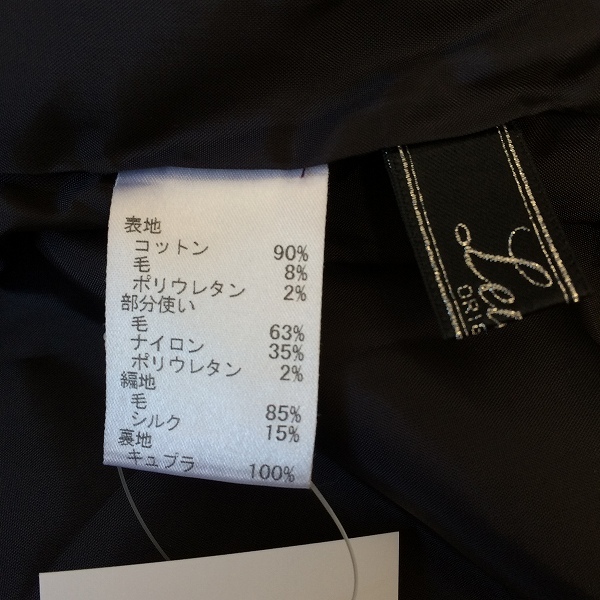 表地
コットン 90%
毛 8%
ポリウレタン 2%
部分使い
毛 63%
ナイロン 35%
ポリウレタン 2%
編地
毛 85%
シルク 15%
裏地
キュプラ 100%